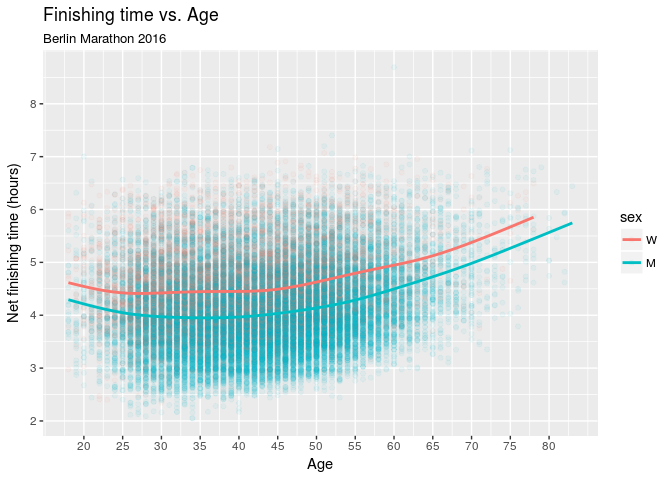 Finishing time vs. Age
Berlin Marathon 2016
Net finishing time (hours)
8
7
6
5
4
3
2
20 25 30 35 40 45 50 55 60 65 70 75 80
Age
sex
W
M